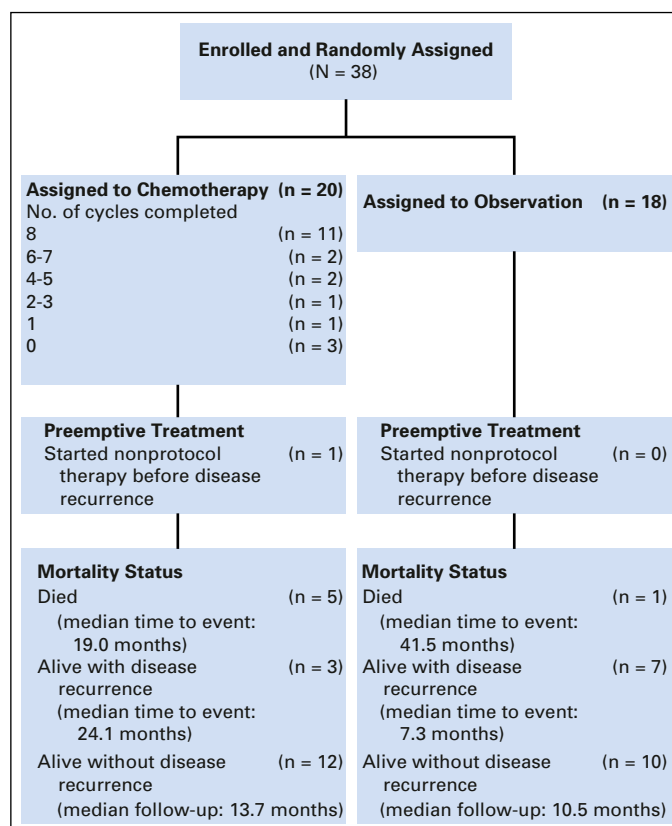 Enrolled and Randomly Assigned
(N = 38)
Assigned to Chemotherapy (n = 20)
No. of cycles completed
8 (n = 11)
6-7 (n = 2)
4-5 (n = 2)
2-3 (n = 1)
1 (n = 1)
0 (n = 3)
Assigned to Observation (n = 18)
Preemptive Treatment
Started nonprotocol (n = 1)
therapy before disease
recurrence
Preemptive Treatment
Started nonprotocol (n = 0)
therapy before disease
recurrence
Mortality Status
Died (n = 5)
(median time to event:
19.0 months)
Alive with disease (n = 3)
recurrence
(median time to event:
24.1 months)
Alive without disease (n = 12)
recurrence
(median follow-up: 13.7 months)
Mortality Status
Died (n = 1)
(median time to event:
41.5 months)
Alive with disease (n = 7)
recurrence
(median time to event:
7.3 months)
Alive without disease (n = 10)
recurrence
(median follow-up: 10.5 months)